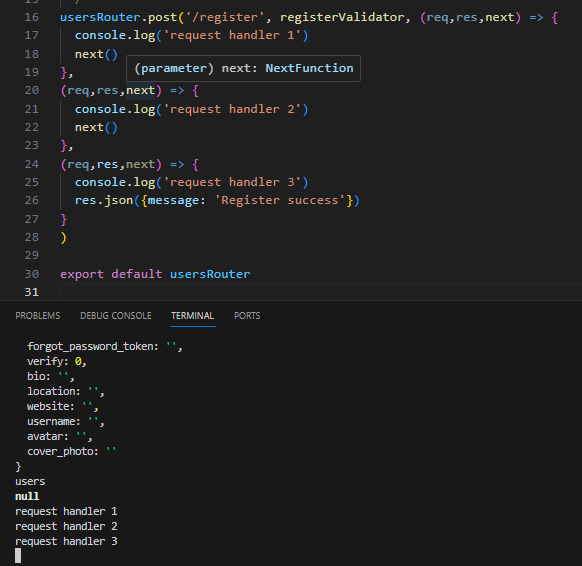 16 usersRouter.post('/register', registerValidator, (req,res,next) => {
17 console.log('request handler 1')
18 next()
(parameter) next: NextFunction
19 },
20 (req,res,next) => {
21 console.log('request handler 2')
22 next()
23 },
24 (req,res,next) => {
25 console.log('request handler 3')
26 res.json({message: 'Register success'})
27 }
28 )
29
30 export default usersRouter
31
PROBLEMS DEBUG CONSOLE TERMINAL PORTS
forgot_password_token: '',
verify: 0,
bio: '',
location: '',
website: '',
username: '',
avatar: '',
cover_photo: ''
}
users
null
request handler 1
request handler 2
request handler 3